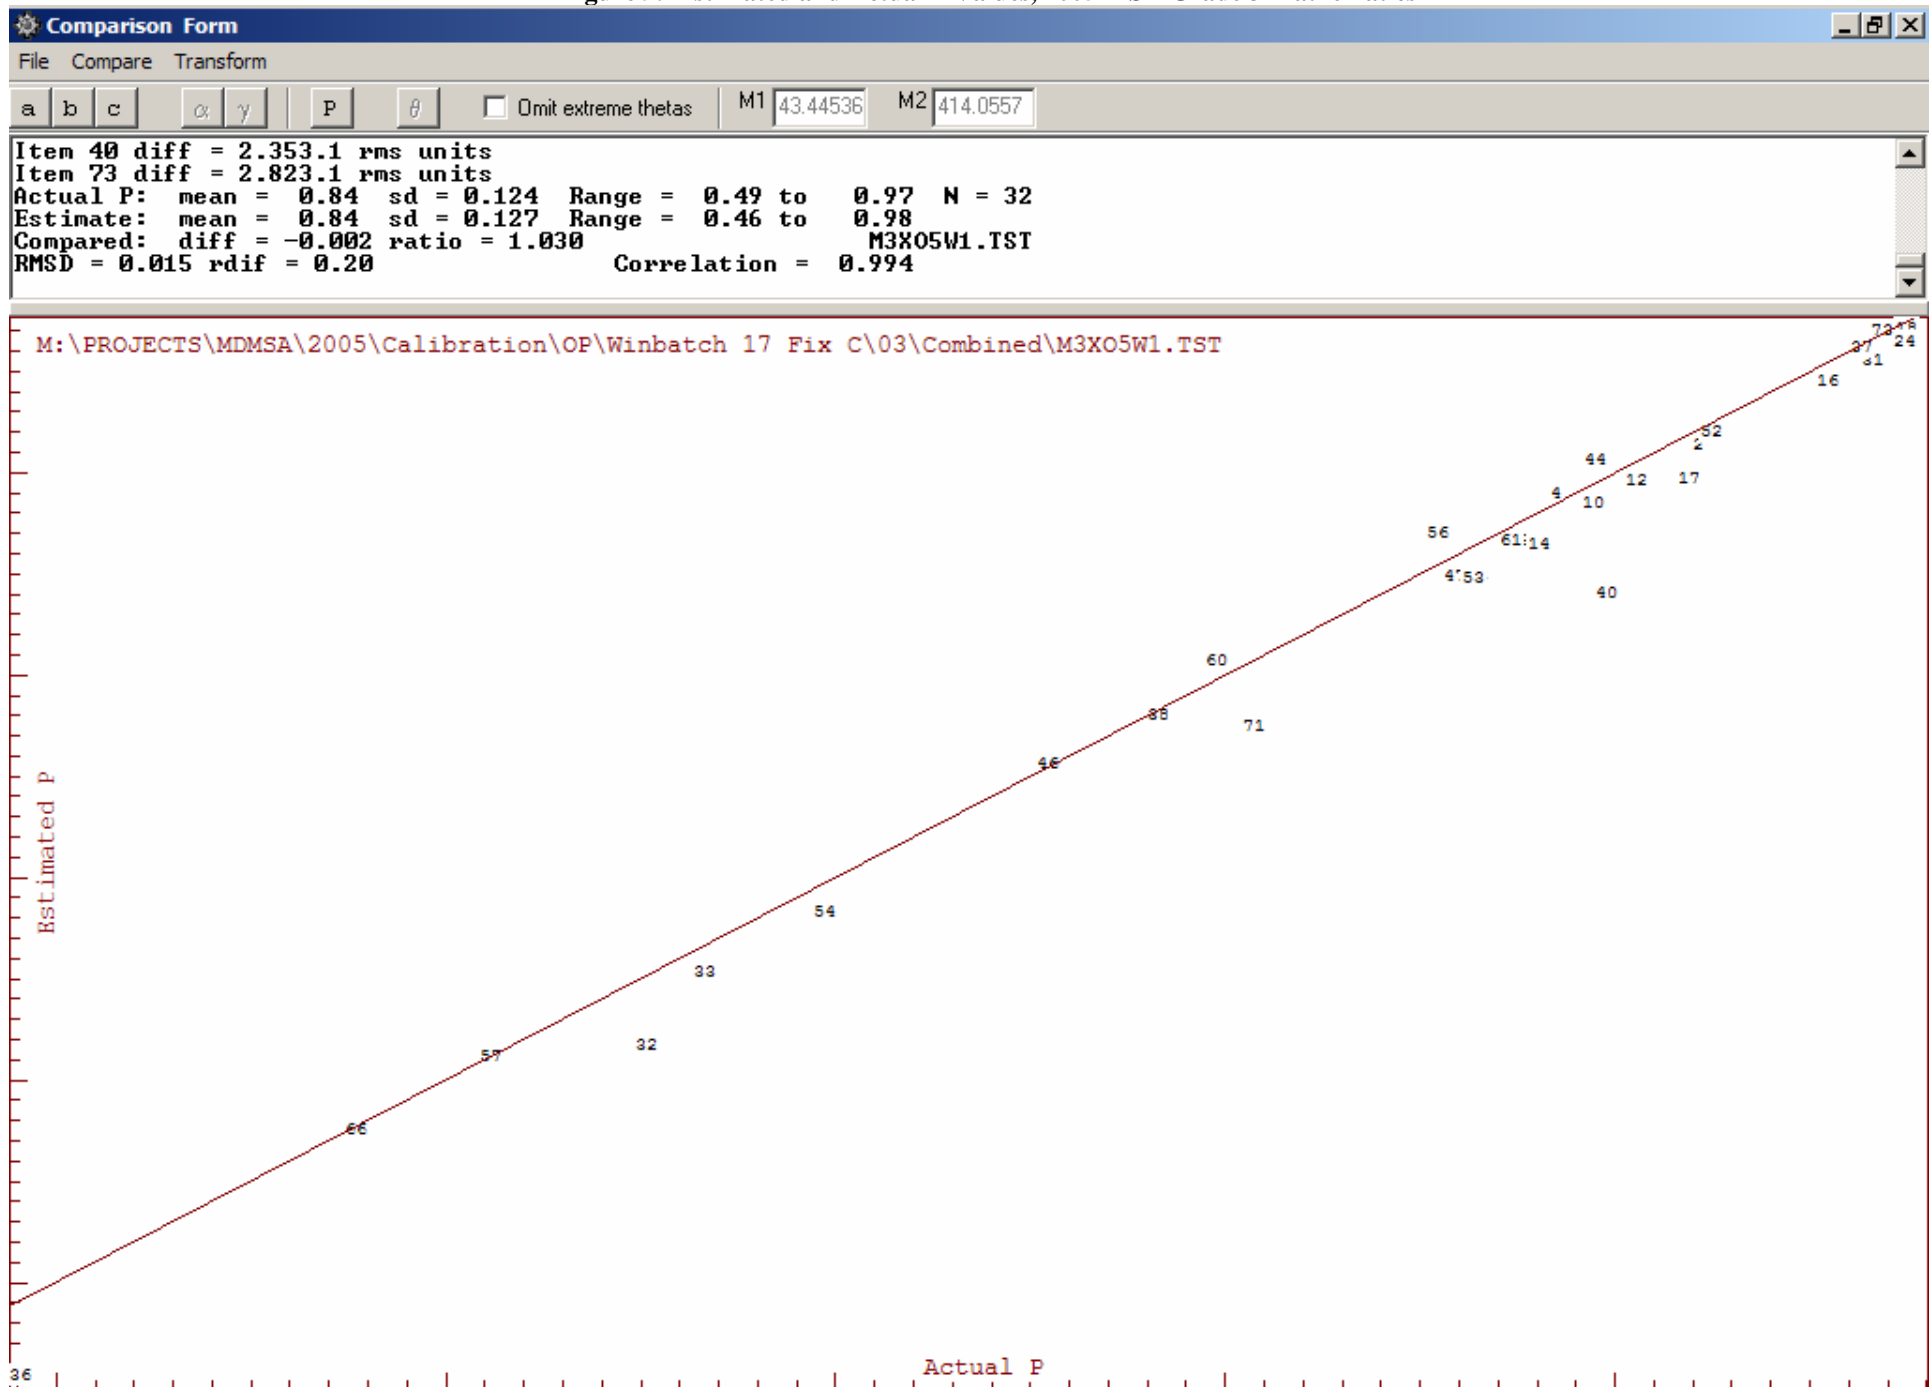 Comparison Form
File Compare Transform
a b c α γ P θ Omit extreme thetas M1 43.44536 M2 414.0557
Item 40 diff = 2.353.1 rms units
Item 73 diff = 2.823.1 rms units
Actual P: mean = 0.84 sd = 0.124 Range = 0.49 to 0.97 N = 32
Estimate: mean = 0.84 sd = 0.127 Range = 0.46 to 0.98
Compared: diff = -0.002 ratio = 1.030 M3XO5W1.TST
RMSD = 0.015 rdif = 0.20 Correlation = 0.994
M:\PROJECTS\MDMSA\2005\Calibration\OP\Winbatch 17 Fix C\03\Combined\M3XO5W1.TST
73
24
37
31
16
52
2
44
12
17
4
10
56
61
14
53
40
60
38
71
46
Estimated P
54
33
32
57
66
Actual P
36